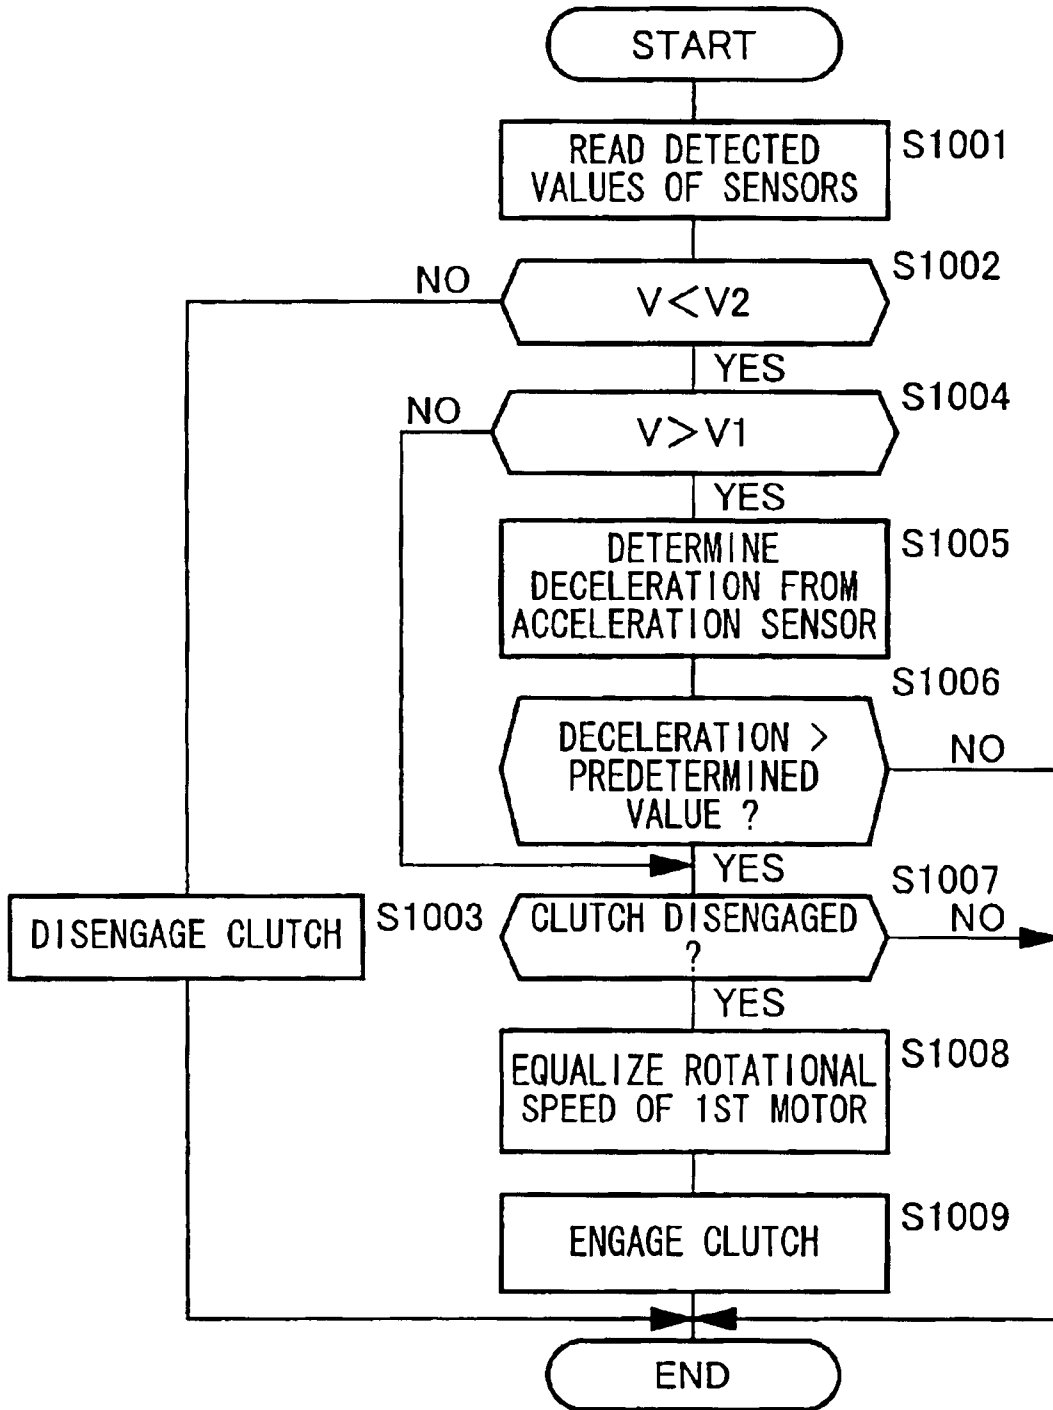 START
READ DETECTED
VALUES OF SENSORS
S1001
V<V2
S1002
NO
YES
V>V1
S1004
NO
YES
DETERMINE
DECELERATION FROM
ACCELERATION SENSOR
S1005
DECELERATION >
PREDETERMINED
VALUE ?
S1006
NO
YES
DISENGAGE CLUTCH
S1003
CLUTCH DISENGAGED
?
S1007
NO
YES
EQUALIZE ROTATIONAL
SPEED OF 1ST MOTOR
S1008
ENGAGE CLUTCH
S1009
END